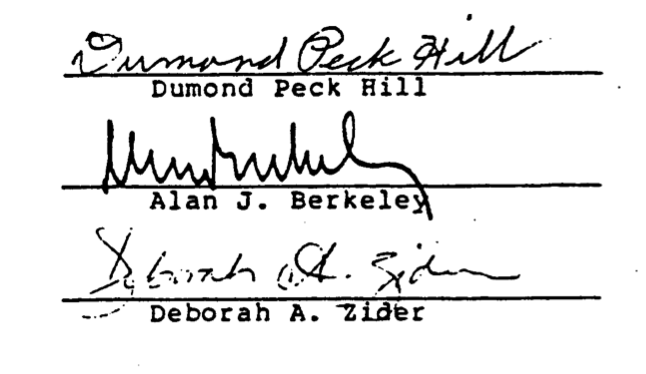 Dumond Peck Hill
Dumond Peck Hill
Alan J. Berkeley
Deborah A. Zider
Deborah A. Zider